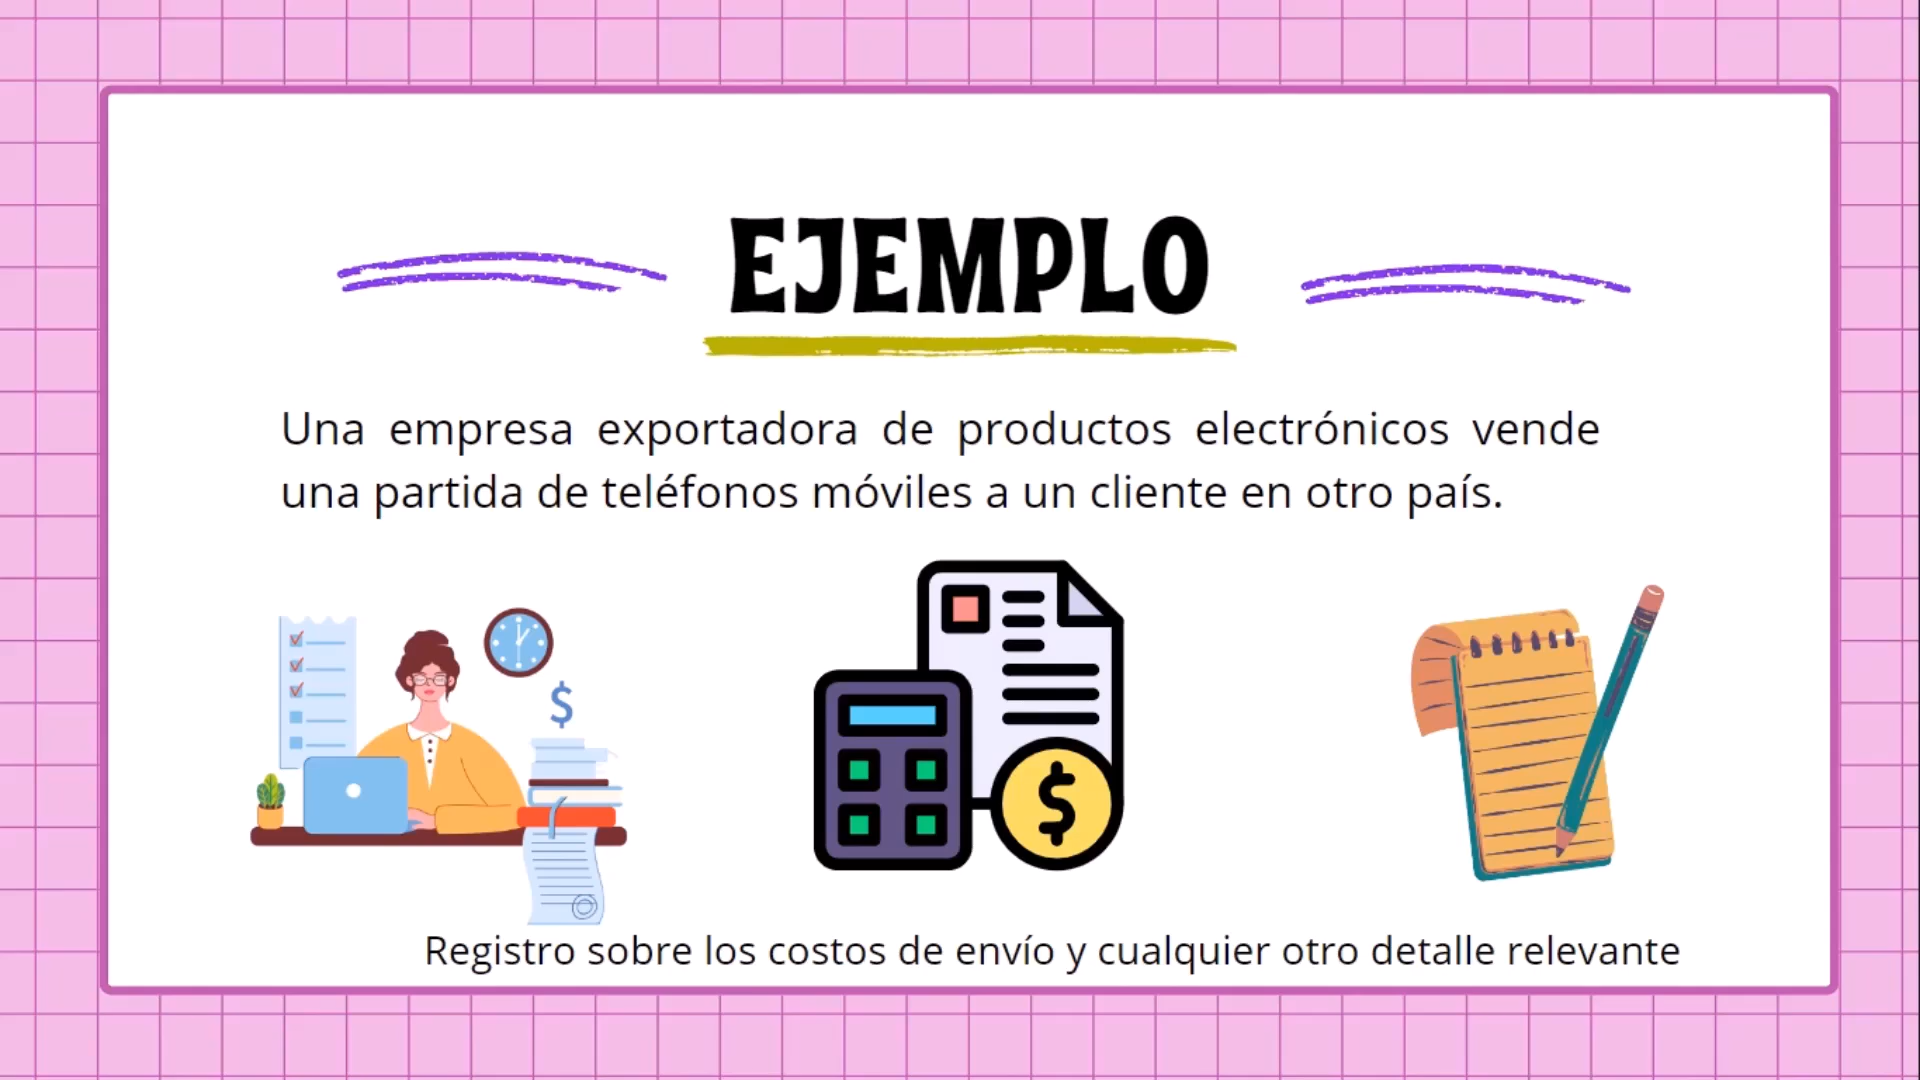 EJEMPLO
Una empresa exportadora de productos electrónicos vende
una partida de teléfonos móviles a un cliente en otro país.
$
$
Registro sobre los costos de envío y cualquier otro detalle relevante